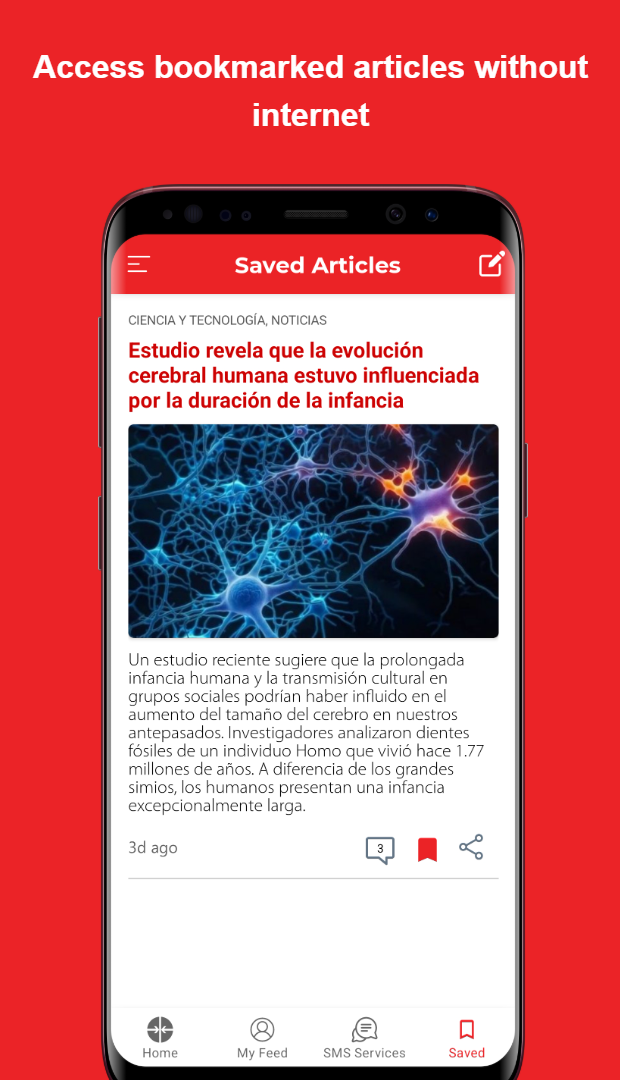 Access bookmarked articles without
internet
Saved Articles
CIENCIA Y TECNOLOGÍA, NOTICIAS
Estudio revela que la evolución
cerebral humana estuvo influenciada
por la duración de la infancia
Un estudio reciente sugiere que la prolongada
infancia humana y la transmisión cultural en
grupos sociales podrían haber influido en el
aumento del tamaño del cerebro en nuestros
antepasados. Investigadores analizaron dientes
fósiles de un individuo Homo que vivió hace 1.77
millones de años. A diferencia de los grandes
simios, los humanos presentan una infancia
excepcionalmente larga.
3d ago
3
Home
My Feed
SMS Services
Saved